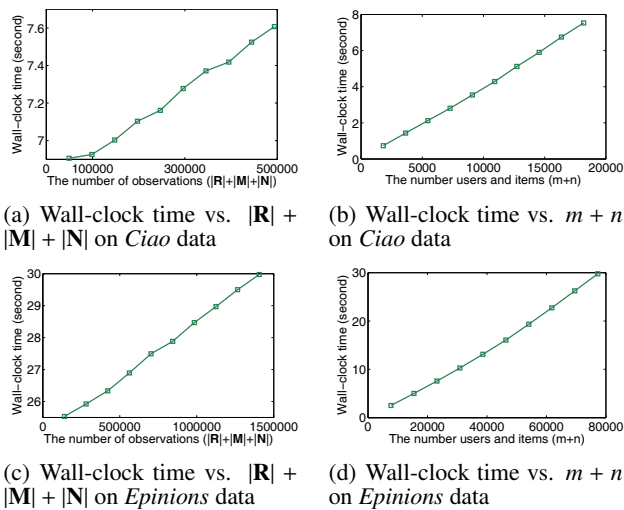 7.6
7.4
7.2
7
Wall−clock time (second)
0 100000 300000 500000
The number of observations (|R|+|M|+|N|)
(a) Wall-clock time vs. |R| +
|M| + |N| on Ciao data
8
6
4
2
0
Wall−clock time (second)
0 5000 10000 15000 20000
The number users and items (m+n)
(b) Wall-clock time vs. m + n
on Ciao data
30
29
28
27
26
Wall−clock time (second)
0 500000 1000000 1500000
The number of observations (|R|+|M|+|N|)
(c) Wall-clock time vs. |R| +
|M| + |N| on Epinions data
30
20
10
0
Wall−clock time (second)
0 20000 40000 60000 80000
The number users and items (m+n)
(d) Wall-clock time vs. m + n
on Epinions data